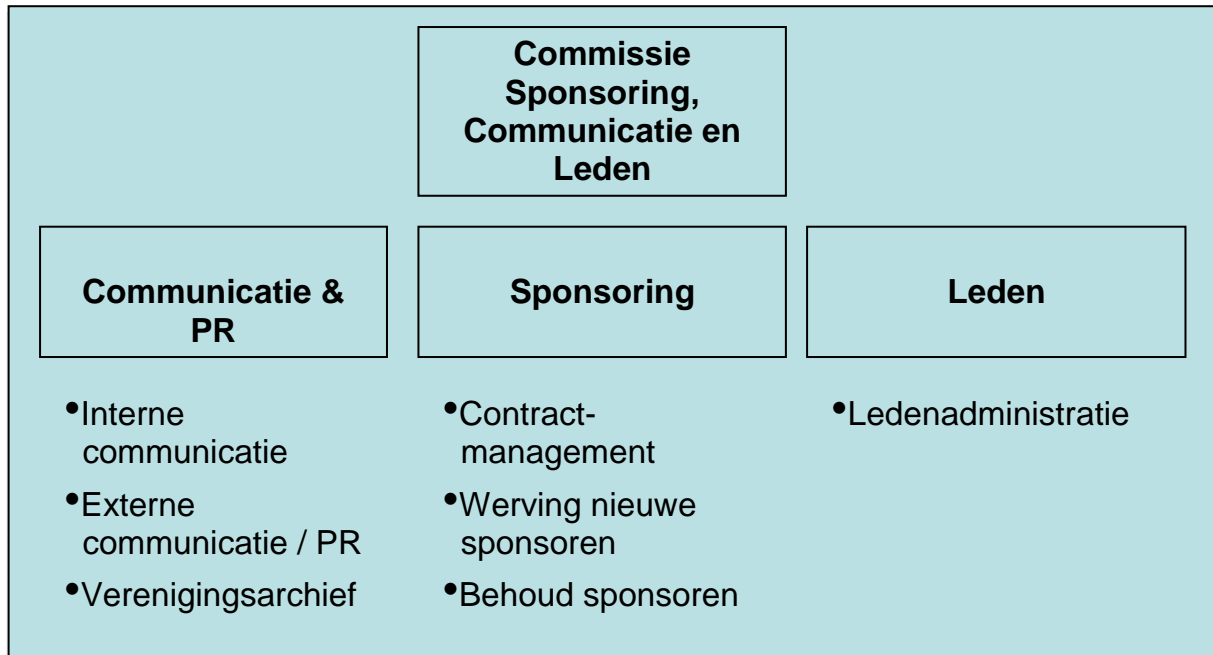 Commissie
Sponsoring,
Communicatie en
Leden
Communicatie &
PR
Sponsoring
Leden
•Interne
communicatie
•Externe
communicatie / PR
•Verenigingsarchief
•Contract-
management
•Werving nieuwe
sponsoren
•Behoud sponsoren
•Ledenadministratie